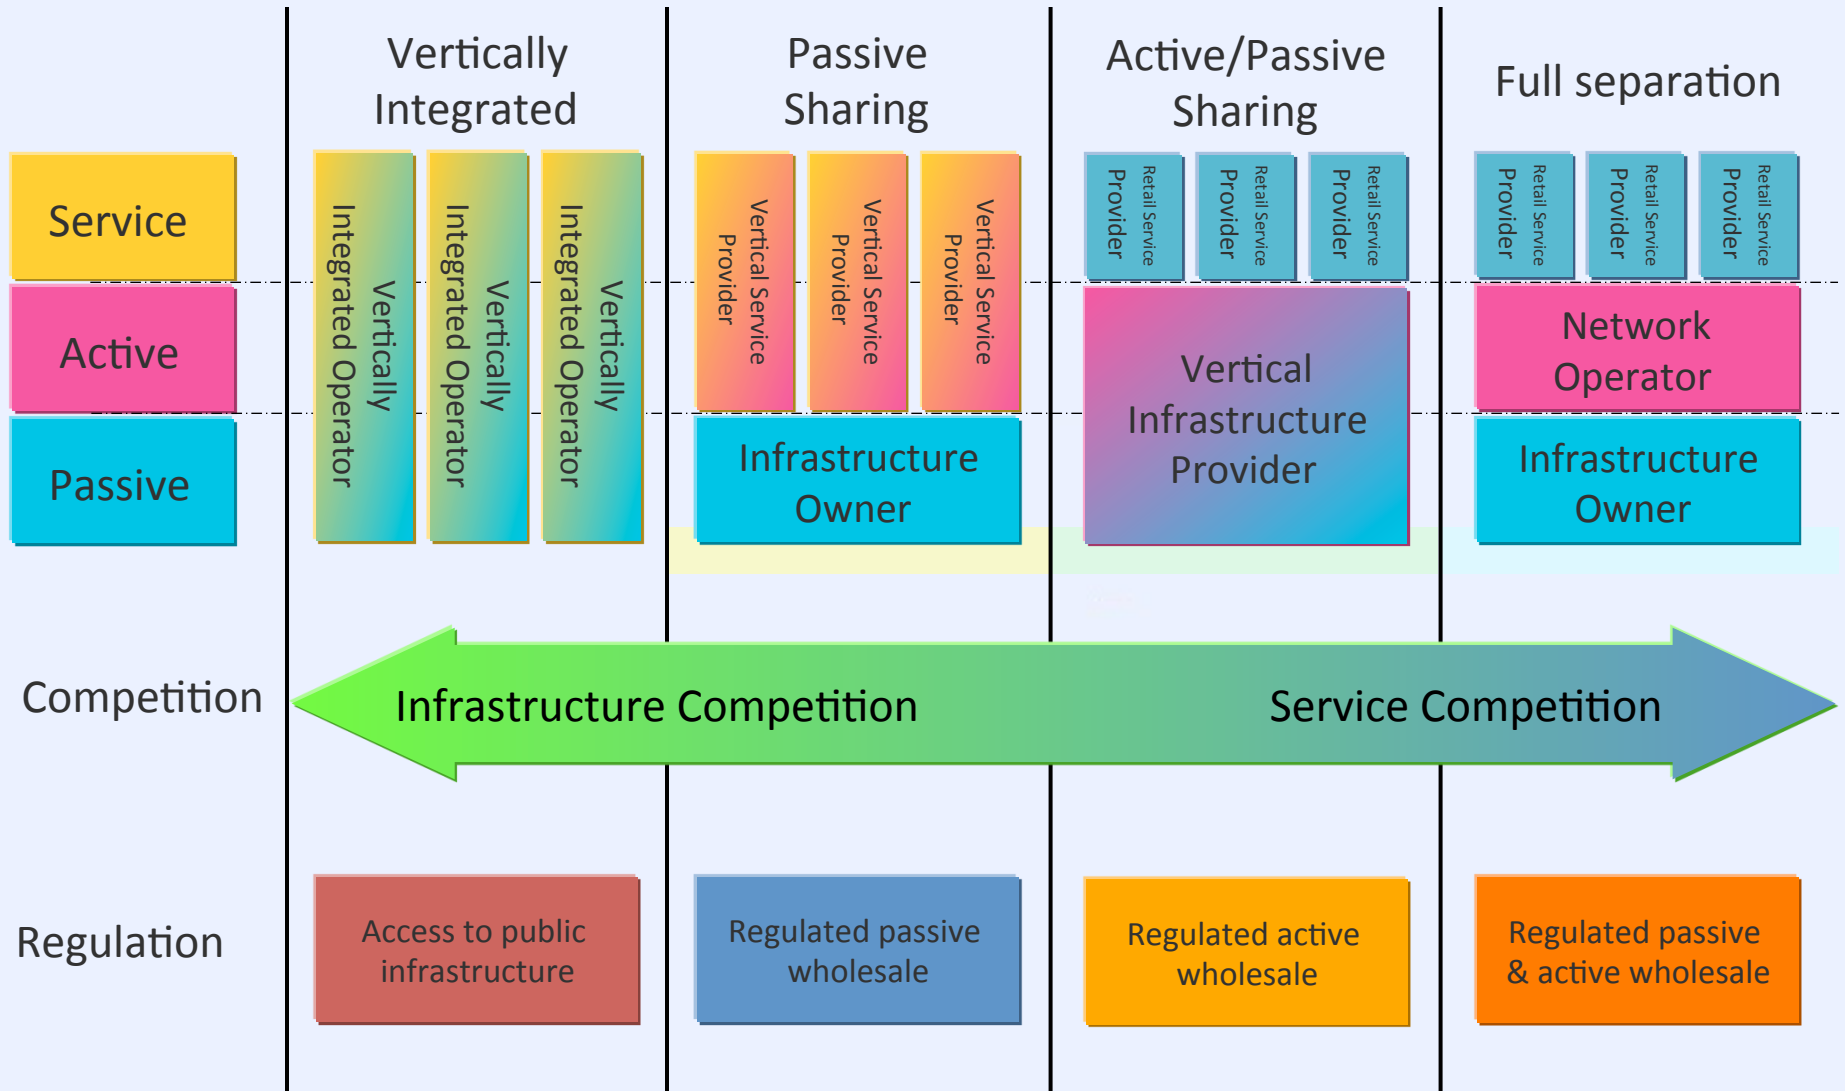 Vertically
Integrated
Passive
Sharing
Active/Passive
Sharing
Full separation
Service
Active
Passive
Vertically
Integrated Operator
Vertically
Integrated Operator
Vertically
Integrated Operator
Vertical Service
Provider
Vertical Service
Provider
Vertical Service
Provider
Infrastructure
Owner
Retail Service
Provider
Retail Service
Provider
Retail Service
Provider
Vertical
Infrastructure
Provider
Retail Service
Provider
Retail Service
Provider
Retail Service
Provider
Network
Operator
Infrastructure
Owner
Competition
Infrastructure Competition
Service Competition
Regulation
Access to public
infrastructure
Regulated passive
wholesale
Regulated active
wholesale
Regulated passive
& active wholesale